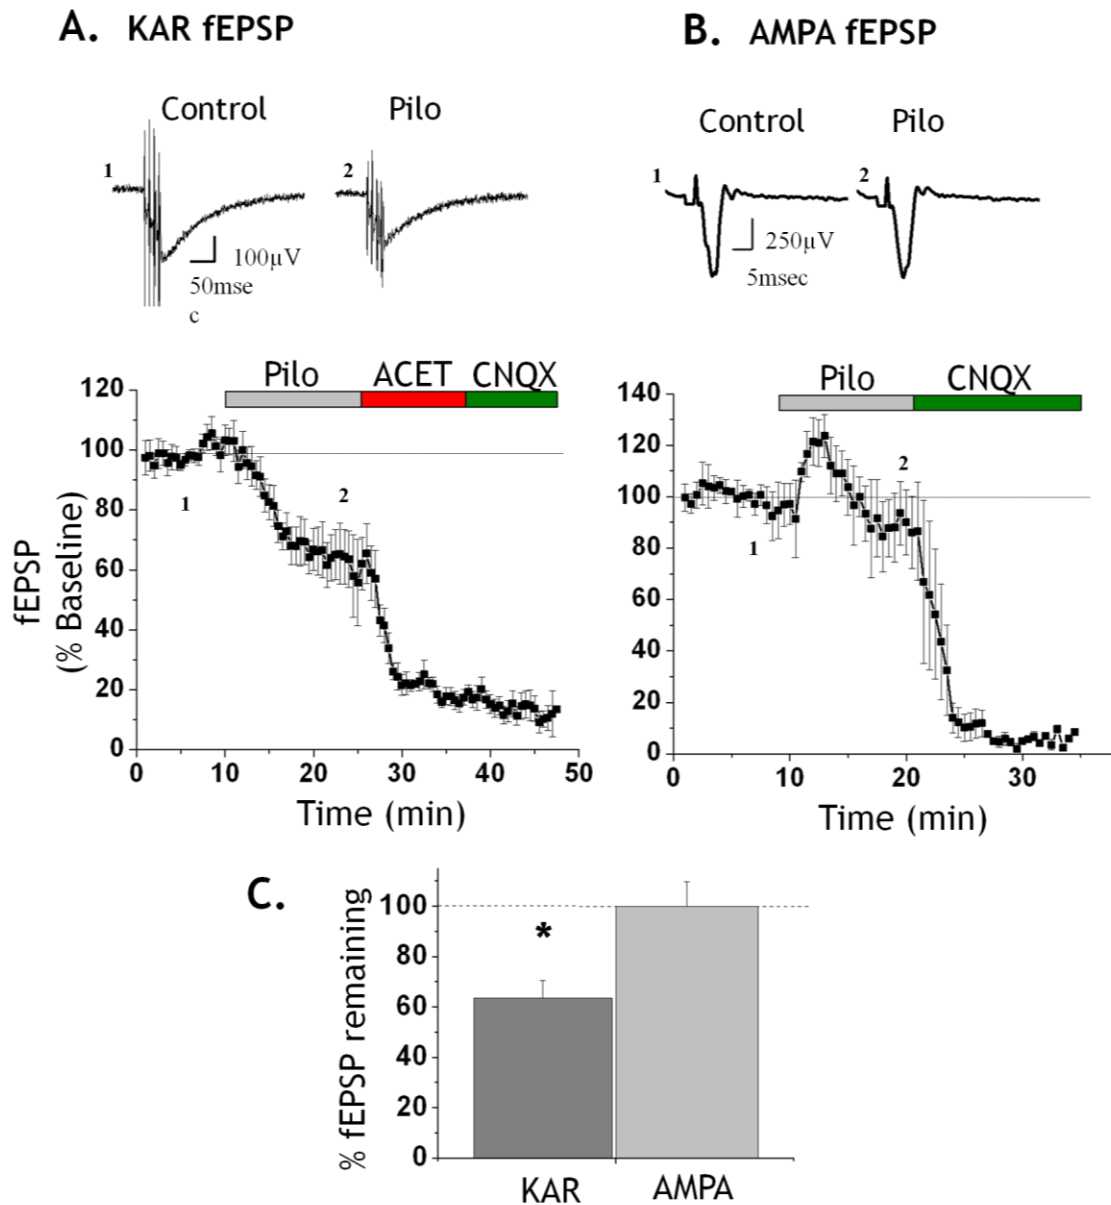 A. KAR fEPSP
Control
Pilo
1
2
100µV
50mse
c
Pilo
ACET
CNQX
fEPSP
(% Baseline)
120
100
80
60
40
20
0
1
2
0
10
20
30
40
50
Time (min)
B. AMPA fEPSP
Control
Pilo
1
2
250µV
5msec
Pilo
CNQX
140
120
100
80
60
40
20
0
1
2
0
10
20
30
Time (min)
C.
% fEPSP remaining
100
80
60
40
20
0
*
KAR
AMPA